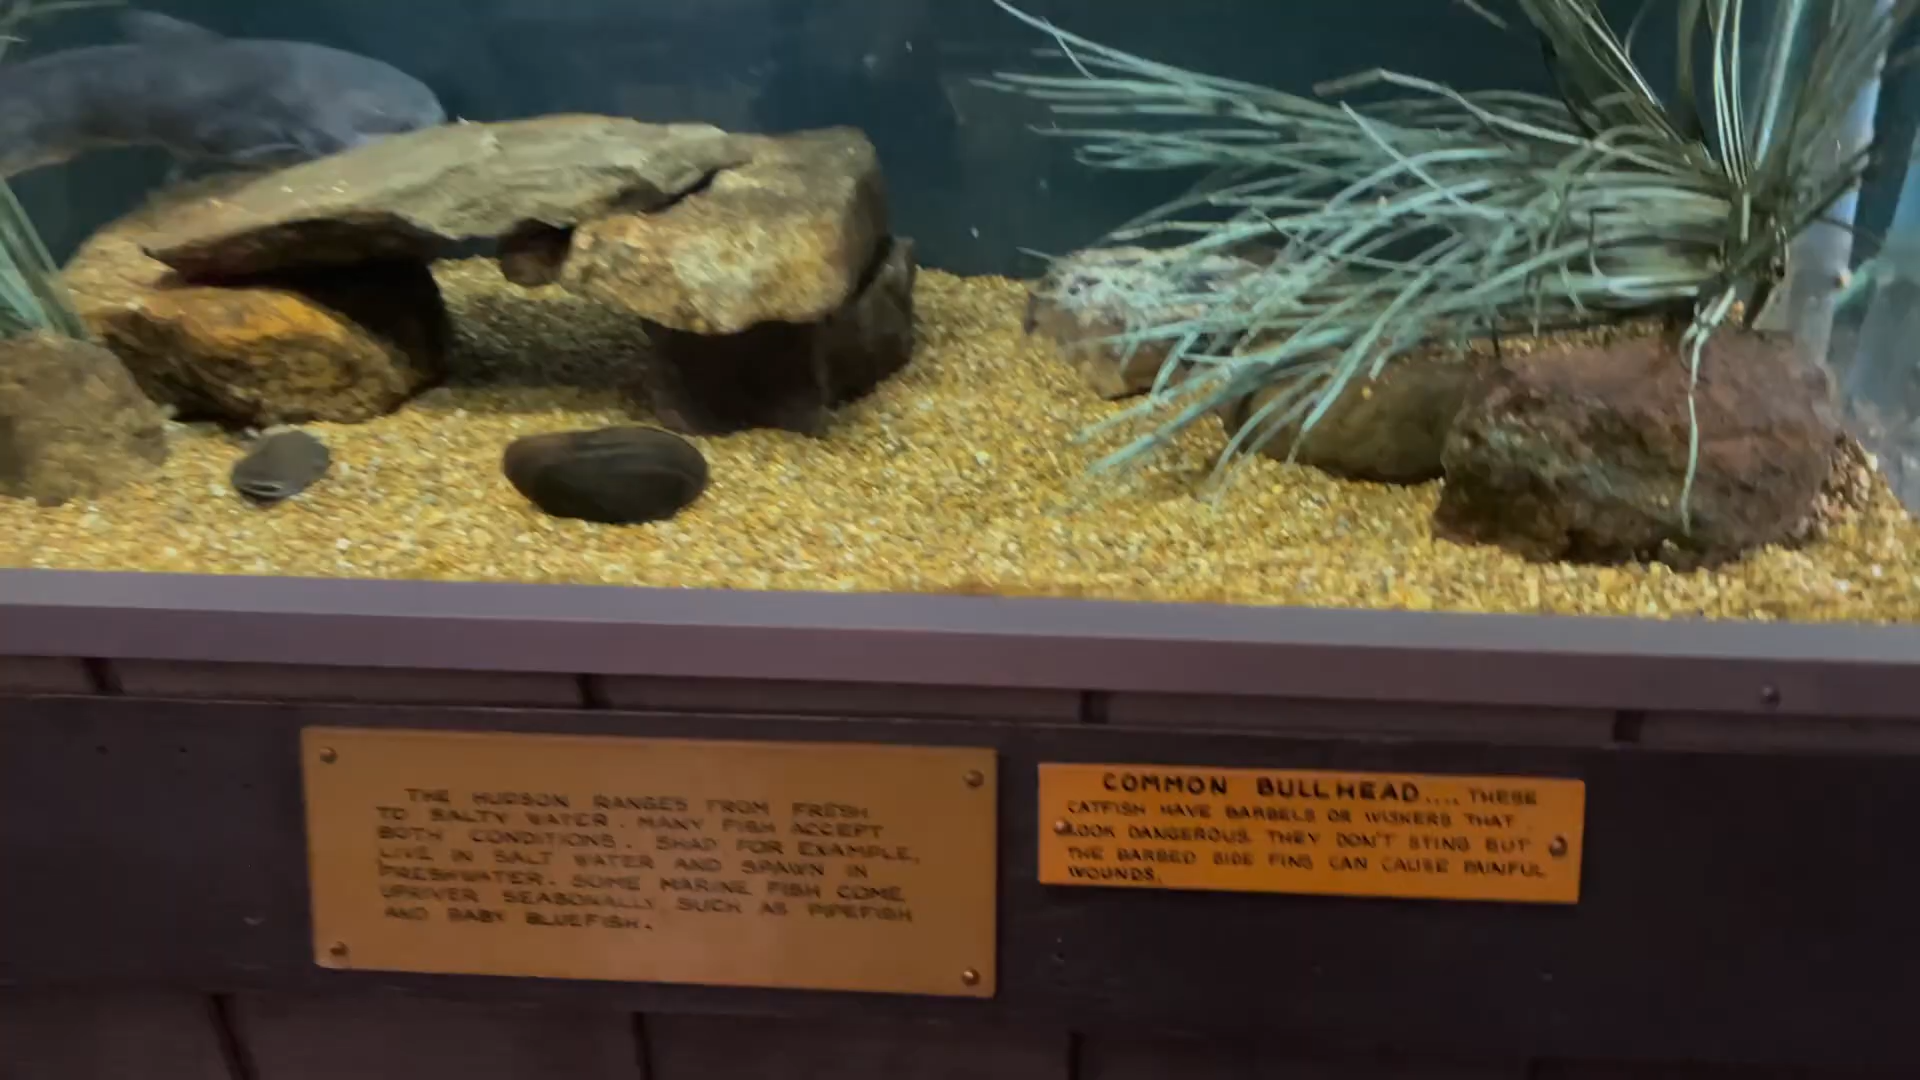 THE HUDSON RANGES FROM FRESH
TO SALTY WATER. MANY FISH ACCEPT
BOTH CONDITIONS. SHAD FOR EXAMPLE,
LIVE IN SALT WATER AND SPAWN IN
FRESHWATER. SOME MARINE FISH COME
UPRIVER SEASONALLY SUCH AS PIPEFISH
AND BABY BLUEFISH.
COMMON BULLHEAD.... THESE
CATFISH HAVE BARBELS OR WISKERS THAT
LOOK DANGEROUS. THEY DON'T STING BUT
THE BARBED SIDE FINS CAN CAUSE PAINFUL
WOUNDS.